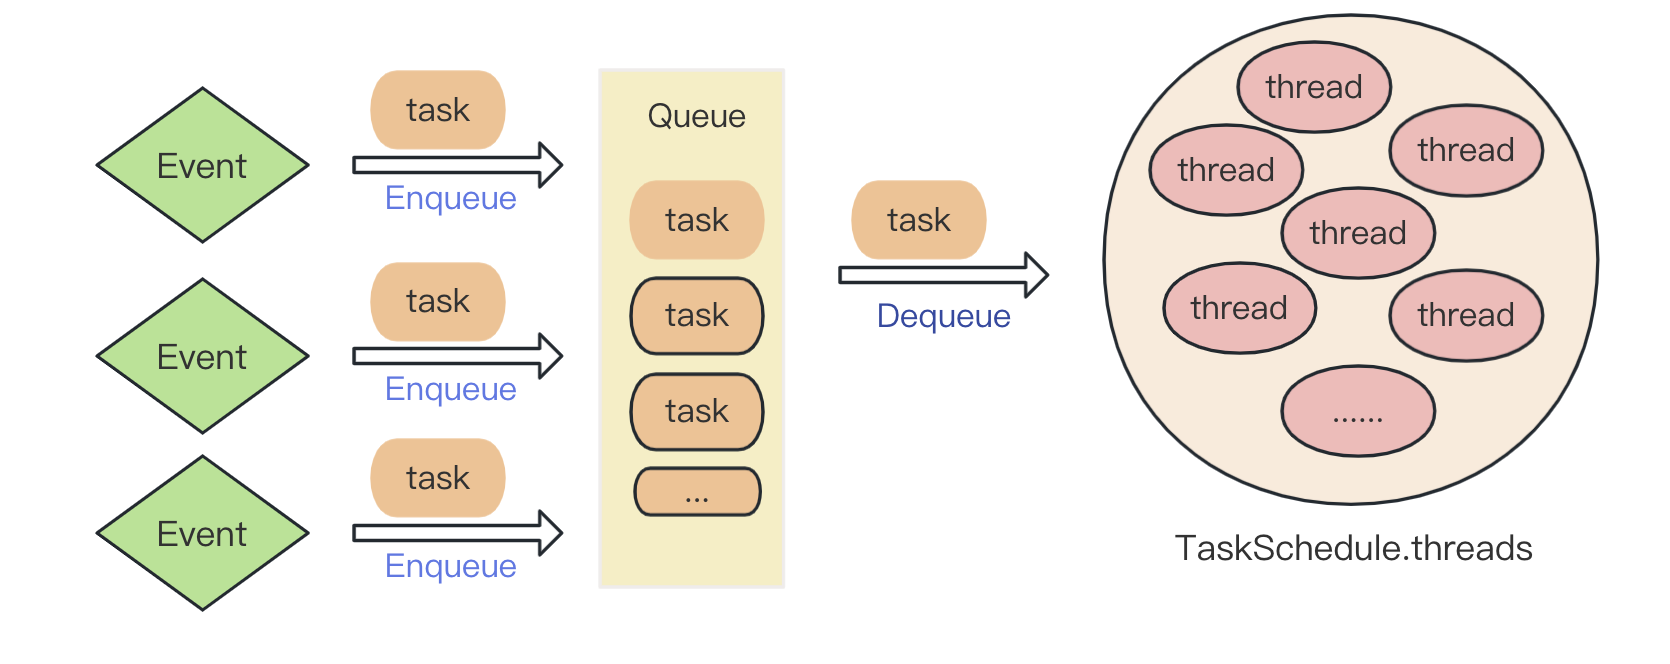 Event
task
Enqueue
Event
task
Enqueue
Event
task
Enqueue
Queue
task
task
task
...
task
Dequeue
thread
thread
thread
thread
thread
thread
......
TaskSchedule.threads